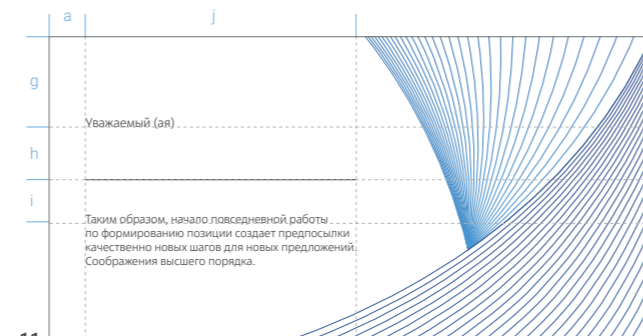 a j
g
Уважаемый (ая)
h
i
Таким образом, начало повседневной работы
по формированию позиции создает предпосылки
качественно новых шагов для новых предложений.
Соображения высшего порядка.